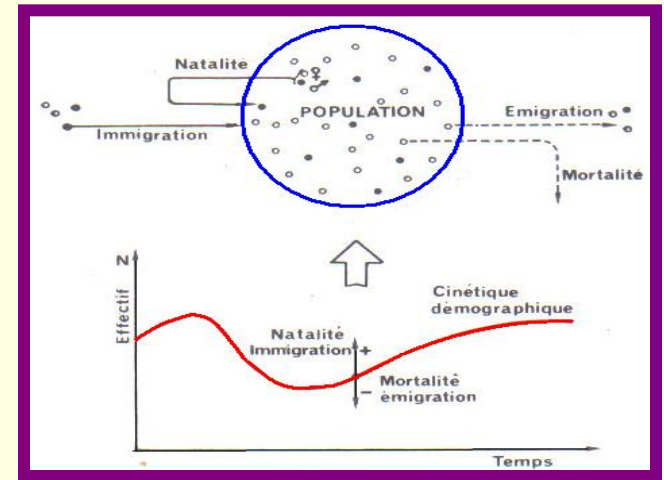 Natalité
POPULATION
Emigration
Immigration
Mortalité
N
Effectif
Cinétique
démographique
Natalité
Immigration +
Mortalité
– émigration
Temps